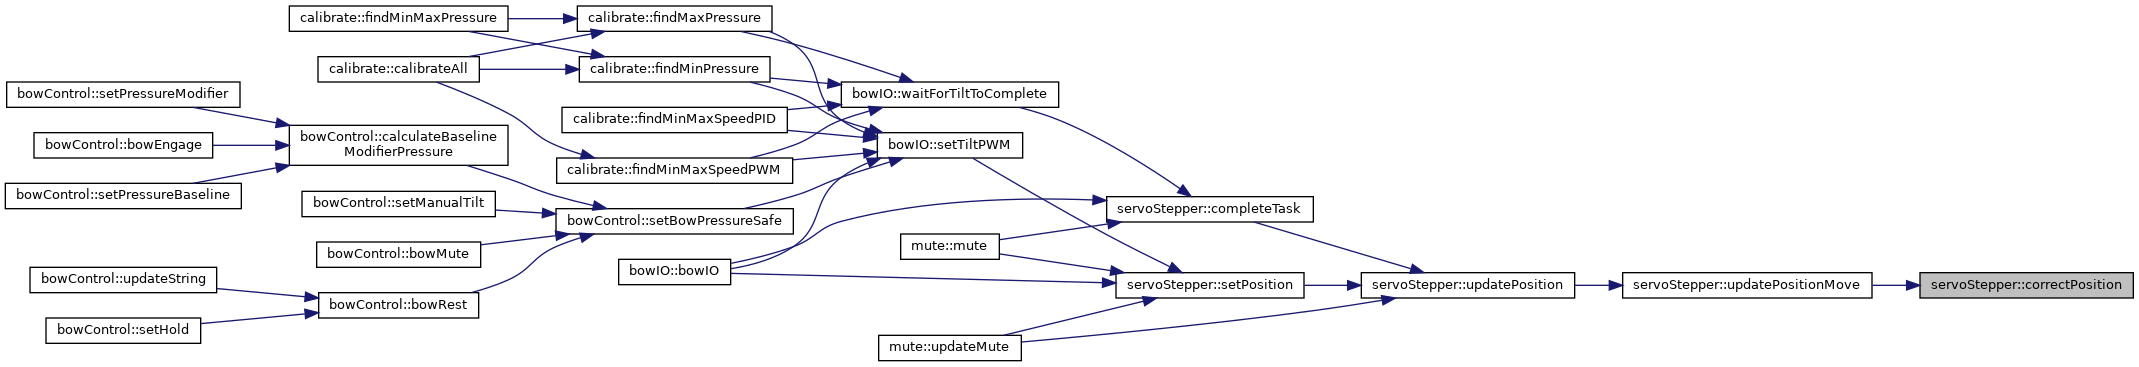 calibrate::findMinMaxPressure
calibrate::findMaxPressure
calibrate::calibrateAll
calibrate::findMinPressure
bowControl::setPressureModifier
bowIO::waitForTiltToComplete
calibrate::findMinMaxSpeedPID
bowControl::calculateBaseline
ModifierPressure
bowControl::bowEngage
bowIO::setTiltPWM
calibrate::findMinMaxSpeedPWM
bowControl::setPressureBaseline
bowControl::setManualTilt
servoStepper::completeTask
bowControl::setBowPressureSafe
mute::mute
bowControl::bowMute
bowIO::bowIO
bowControl::updateString
servoStepper::setPosition
servoStepper::updatePosition
servoStepper::updatePositionMove
servoStepper::correctPosition
bowControl::bowRest
bowControl::setHold
mute::updateMute